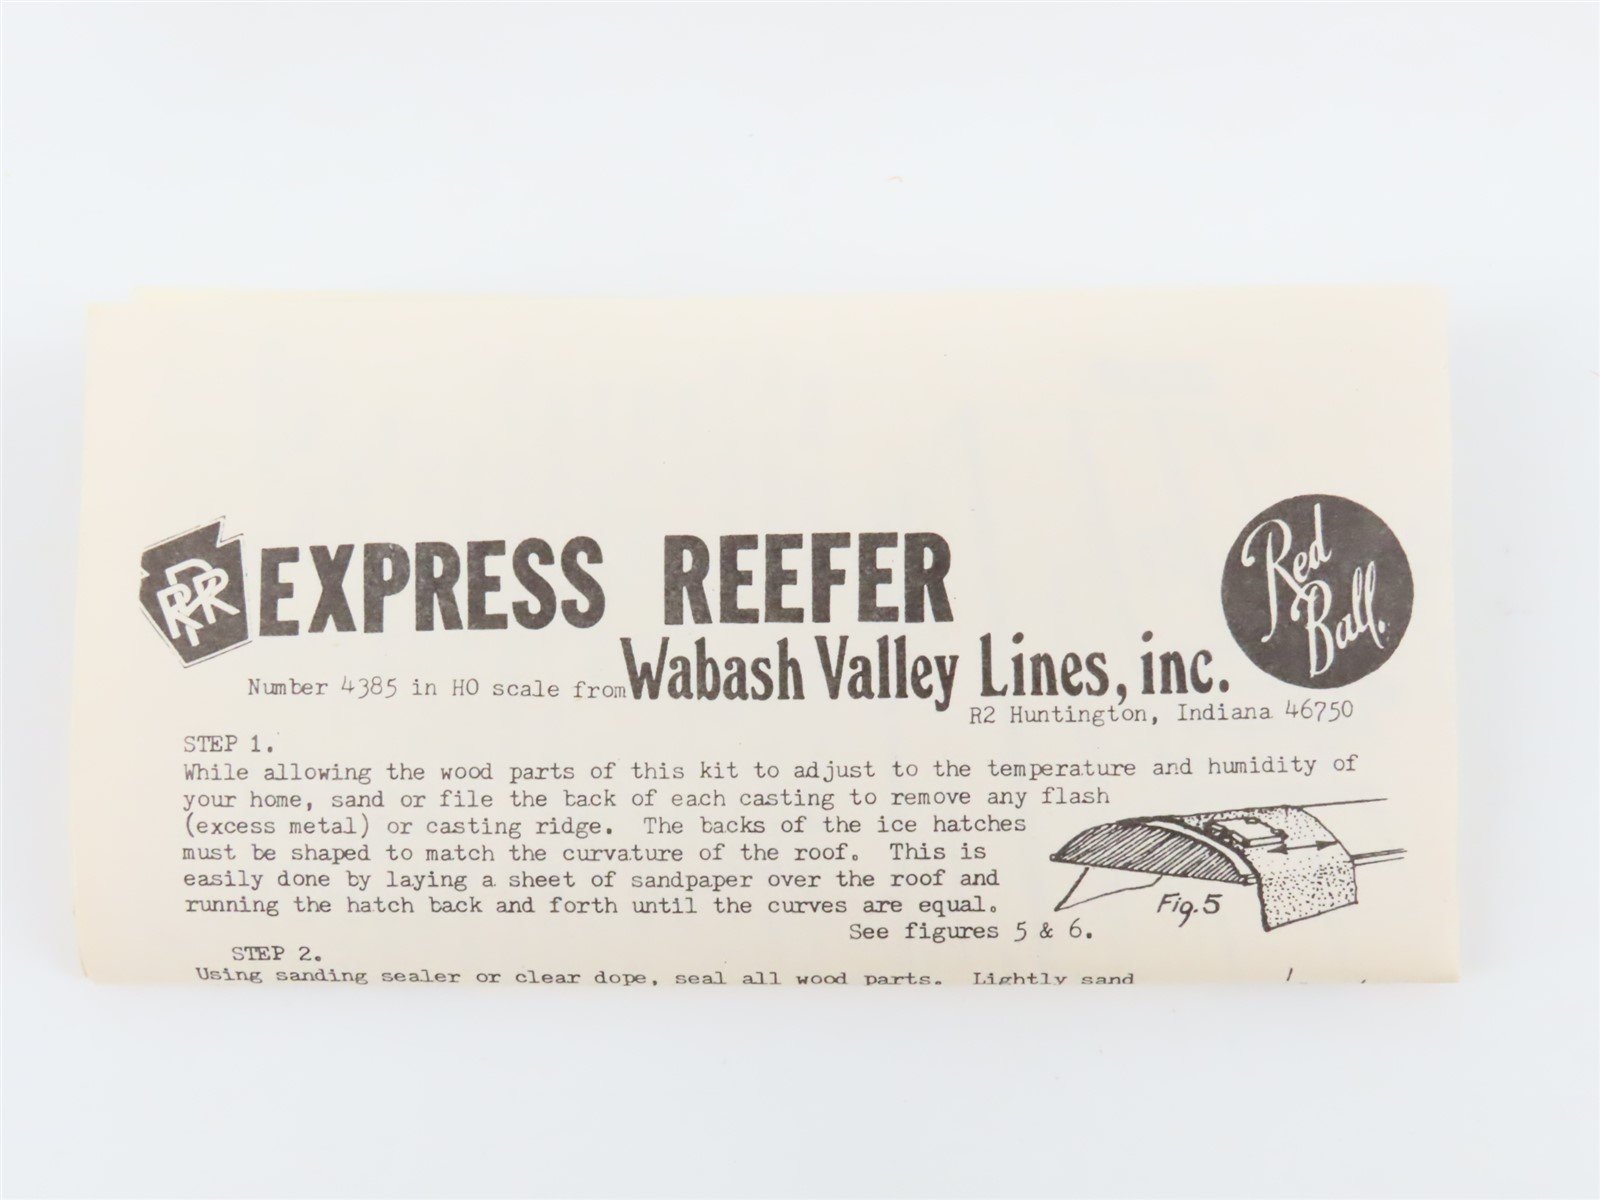 PRR EXPRESS REEFER
Red Ball.
Number 4385 in HO scale from Wabash Valley Lines, inc.
R2 Huntington, Indiana 46750
STEP 1.
While allowing the wood parts of this kit to adjust to the temperature and humidity of
your home, sand or file the back of each casting to remove any flash
(excess metal) or casting ridge. The backs of the ice hatches
must be shaped to match the curvature of the roof. This is
easily done by laying a sheet of sandpaper over the roof and
running the hatch back and forth until the curves are equal.
Fig.5
See figures 5 & 6.
STEP 2.
Using sanding sealer or clear dope, seal all wood parts. Lightly sand